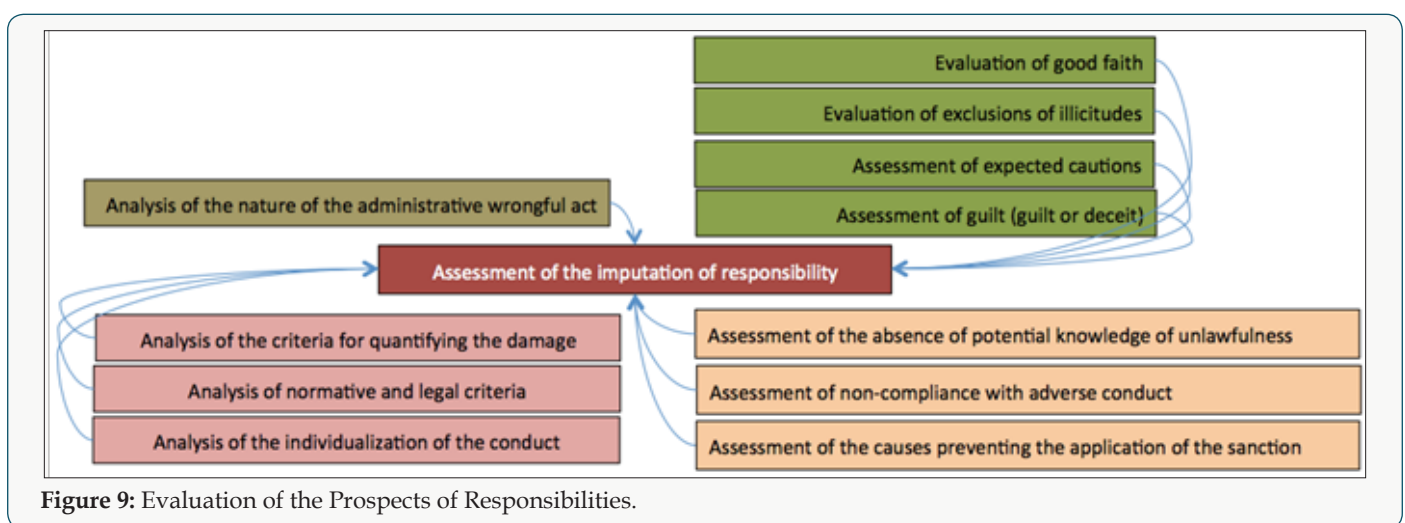 Evaluation of good faith
Evaluation of exclusions of illicitudes
Assessment of expected cautions
Assessment of guilt (guilt or deceit)
Analysis of the nature of the administrative wrongful act
Assessment of the imputation of responsibility
Analysis of the criteria for quantifying the damage
Analysis of normative and legal criteria
Analysis of the individualization of the conduct
Assessment of the absence of potential knowledge of unlawfulness
Assessment of non-compliance with adverse conduct
Assessment of the causes preventing the application of the sanction
Figure 9: Evaluation of the Prospects of Responsibilities.